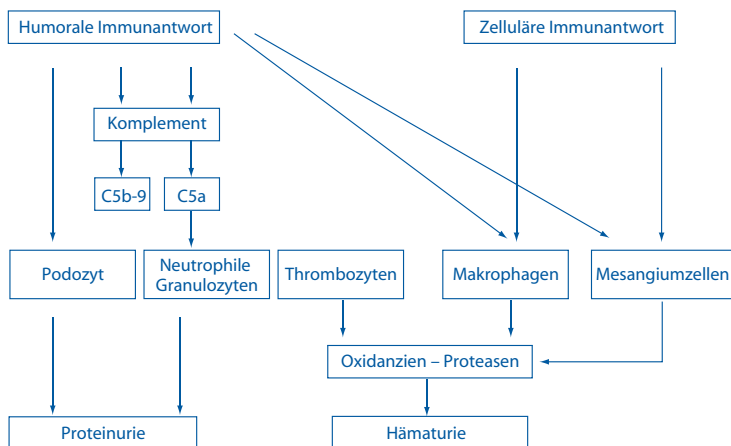 Humorale Immunantwort
Zelluläre Immunantwort
Komplement
C5b-9
C5a
Podozyt
Neutrophile
Granulozyten
Thrombozyten
Makrophagen
Mesangiumzellen
Oxidanzien – Proteasen
Proteinurie
Hämaturie